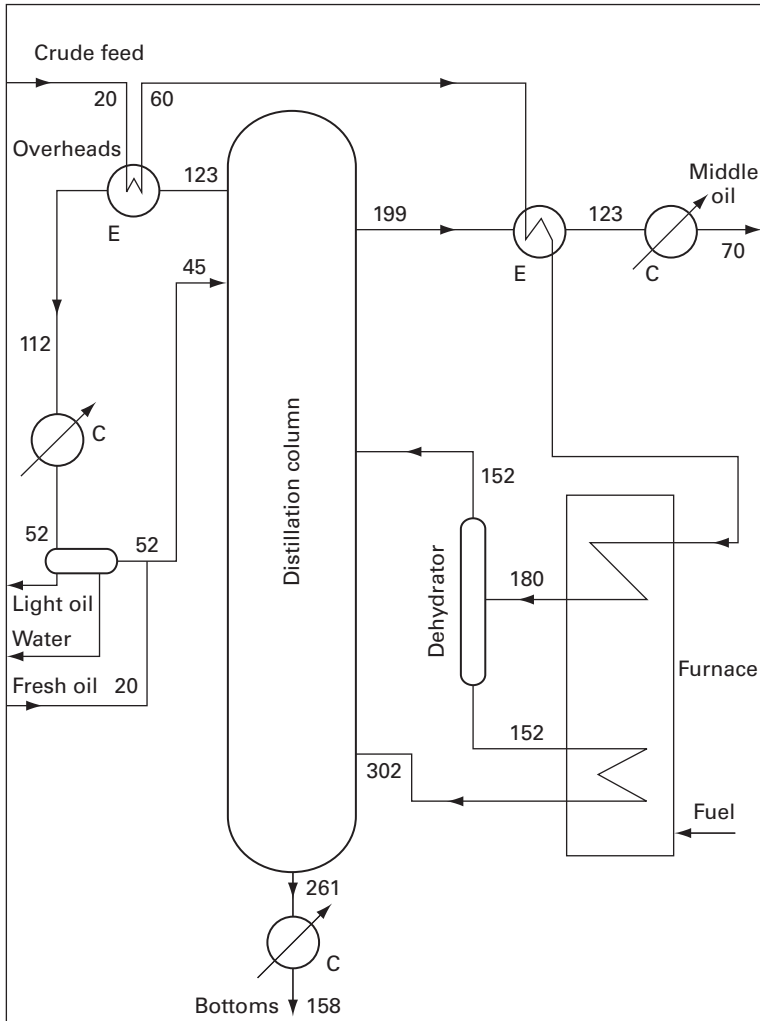 Crude feed
20 60
Overheads
123
E
199
123
Middle
oil
E
C
70
45
112
C
Distillation column
152
52
52
Dehydrator
180
Light oil
Water
Furnace
Fresh oil 20
152
302
Fuel
261
C
Bottoms
158